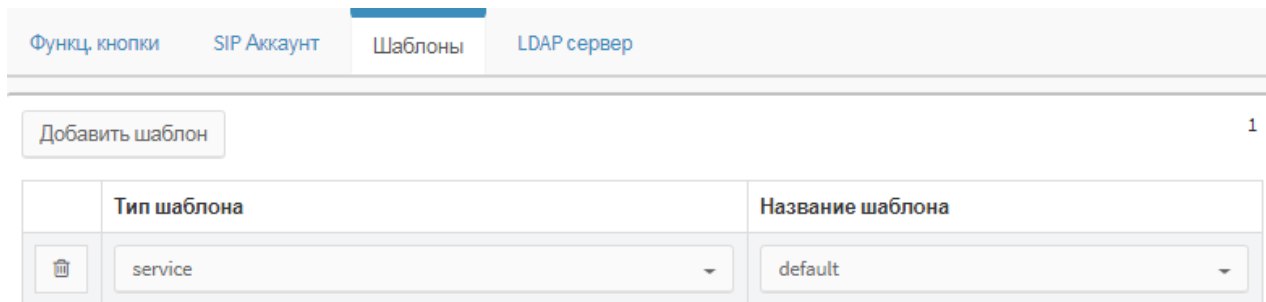 Функц. кнопки SIP Аккаунт Шаблоны LDAP сервер
Добавить шаблон 1
Тип шаблона Название шаблона
service default